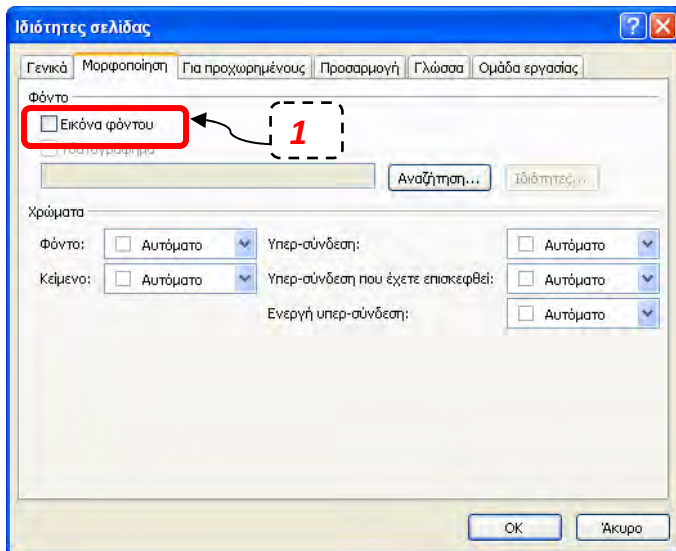 Ιδιότητες σελίδας
Γενικά Μορφοποίηση Για προχωρημένους Προσαρμογή Γλώσσα Ομάδα εργασίας
Φόντο
Εικόνα φόντου
1
Υδατογράφημα
Αναζήτηση... Ιδιότητες...
Χρώματα
Φόντο: Αυτόματο Υπερ-σύνδεση: Αυτόματο
Κείμενο: Αυτόματο Υπερ-σύνδεση που έχετε επισκεφθεί: Αυτόματο
Ενεργή υπερ-σύνδεση: Αυτόματο
OK Άκυρο